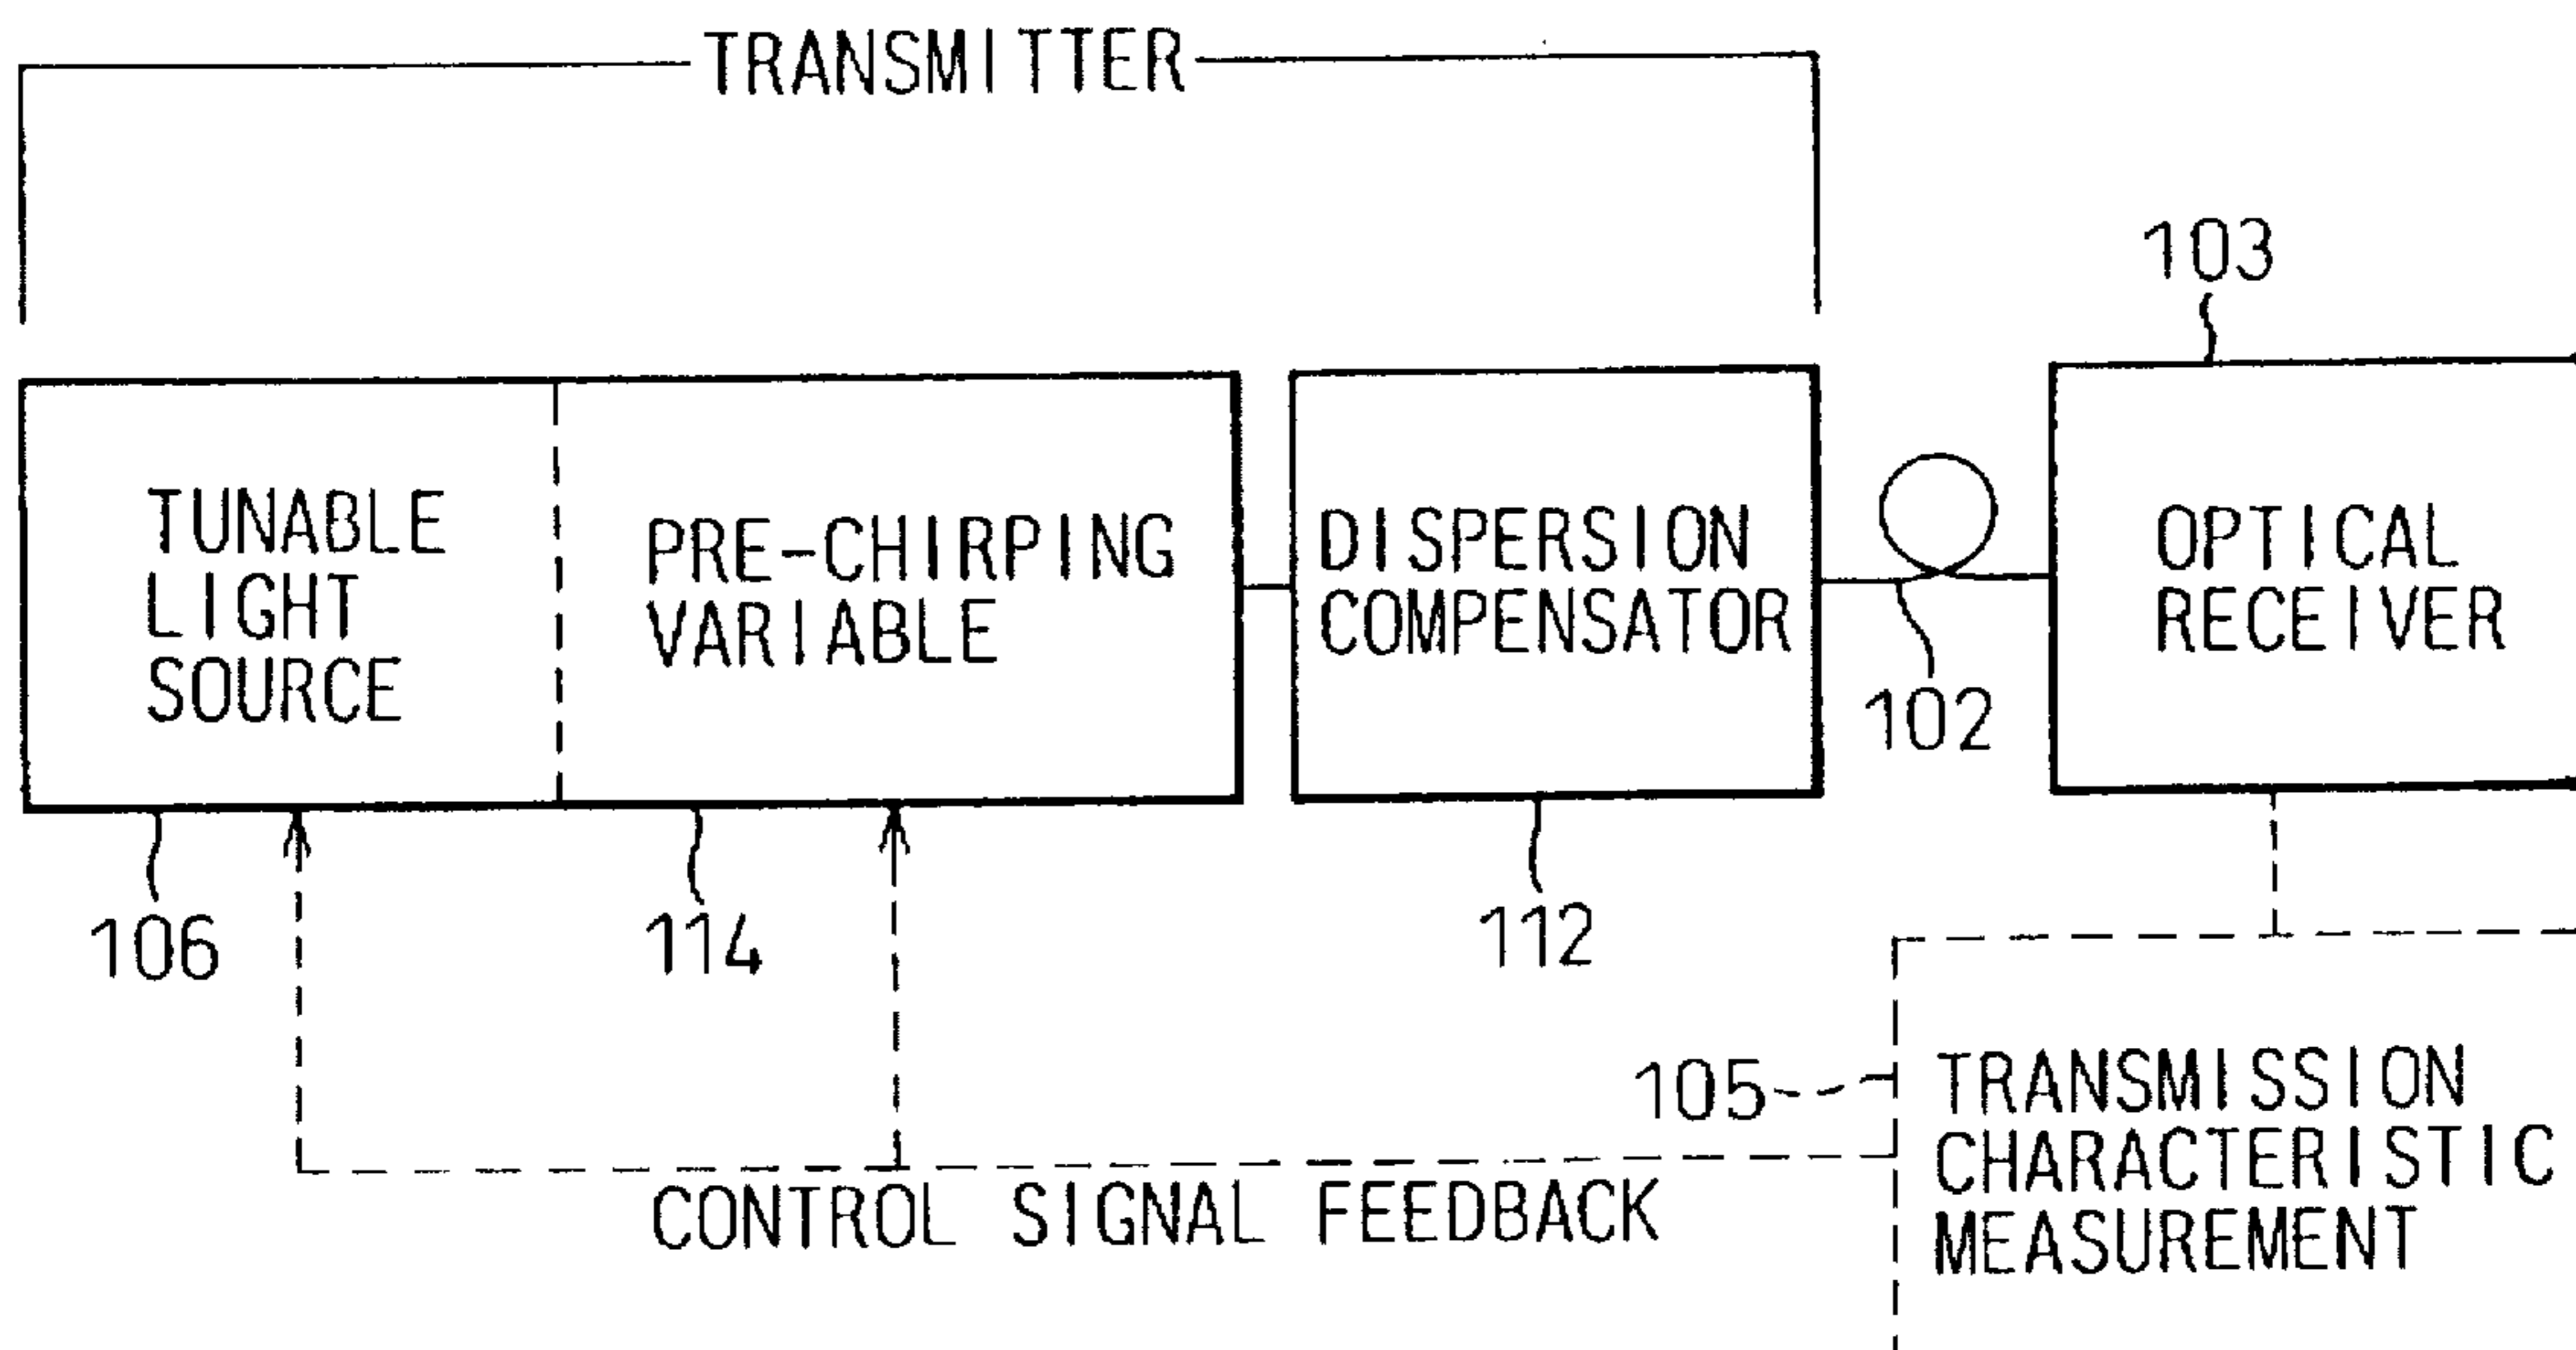 TRANSMITTER
103
TUNABLE
LIGHT
SOURCE
PRE-CHIRPING
VARIABLE
DISPERSION
COMPENSATOR
OPTICAL
RECEIVER
102
106
114
112
105
TRANSMISSION
CHARACTERISTIC
MEASUREMENT
CONTROL SIGNAL FEEDBACK